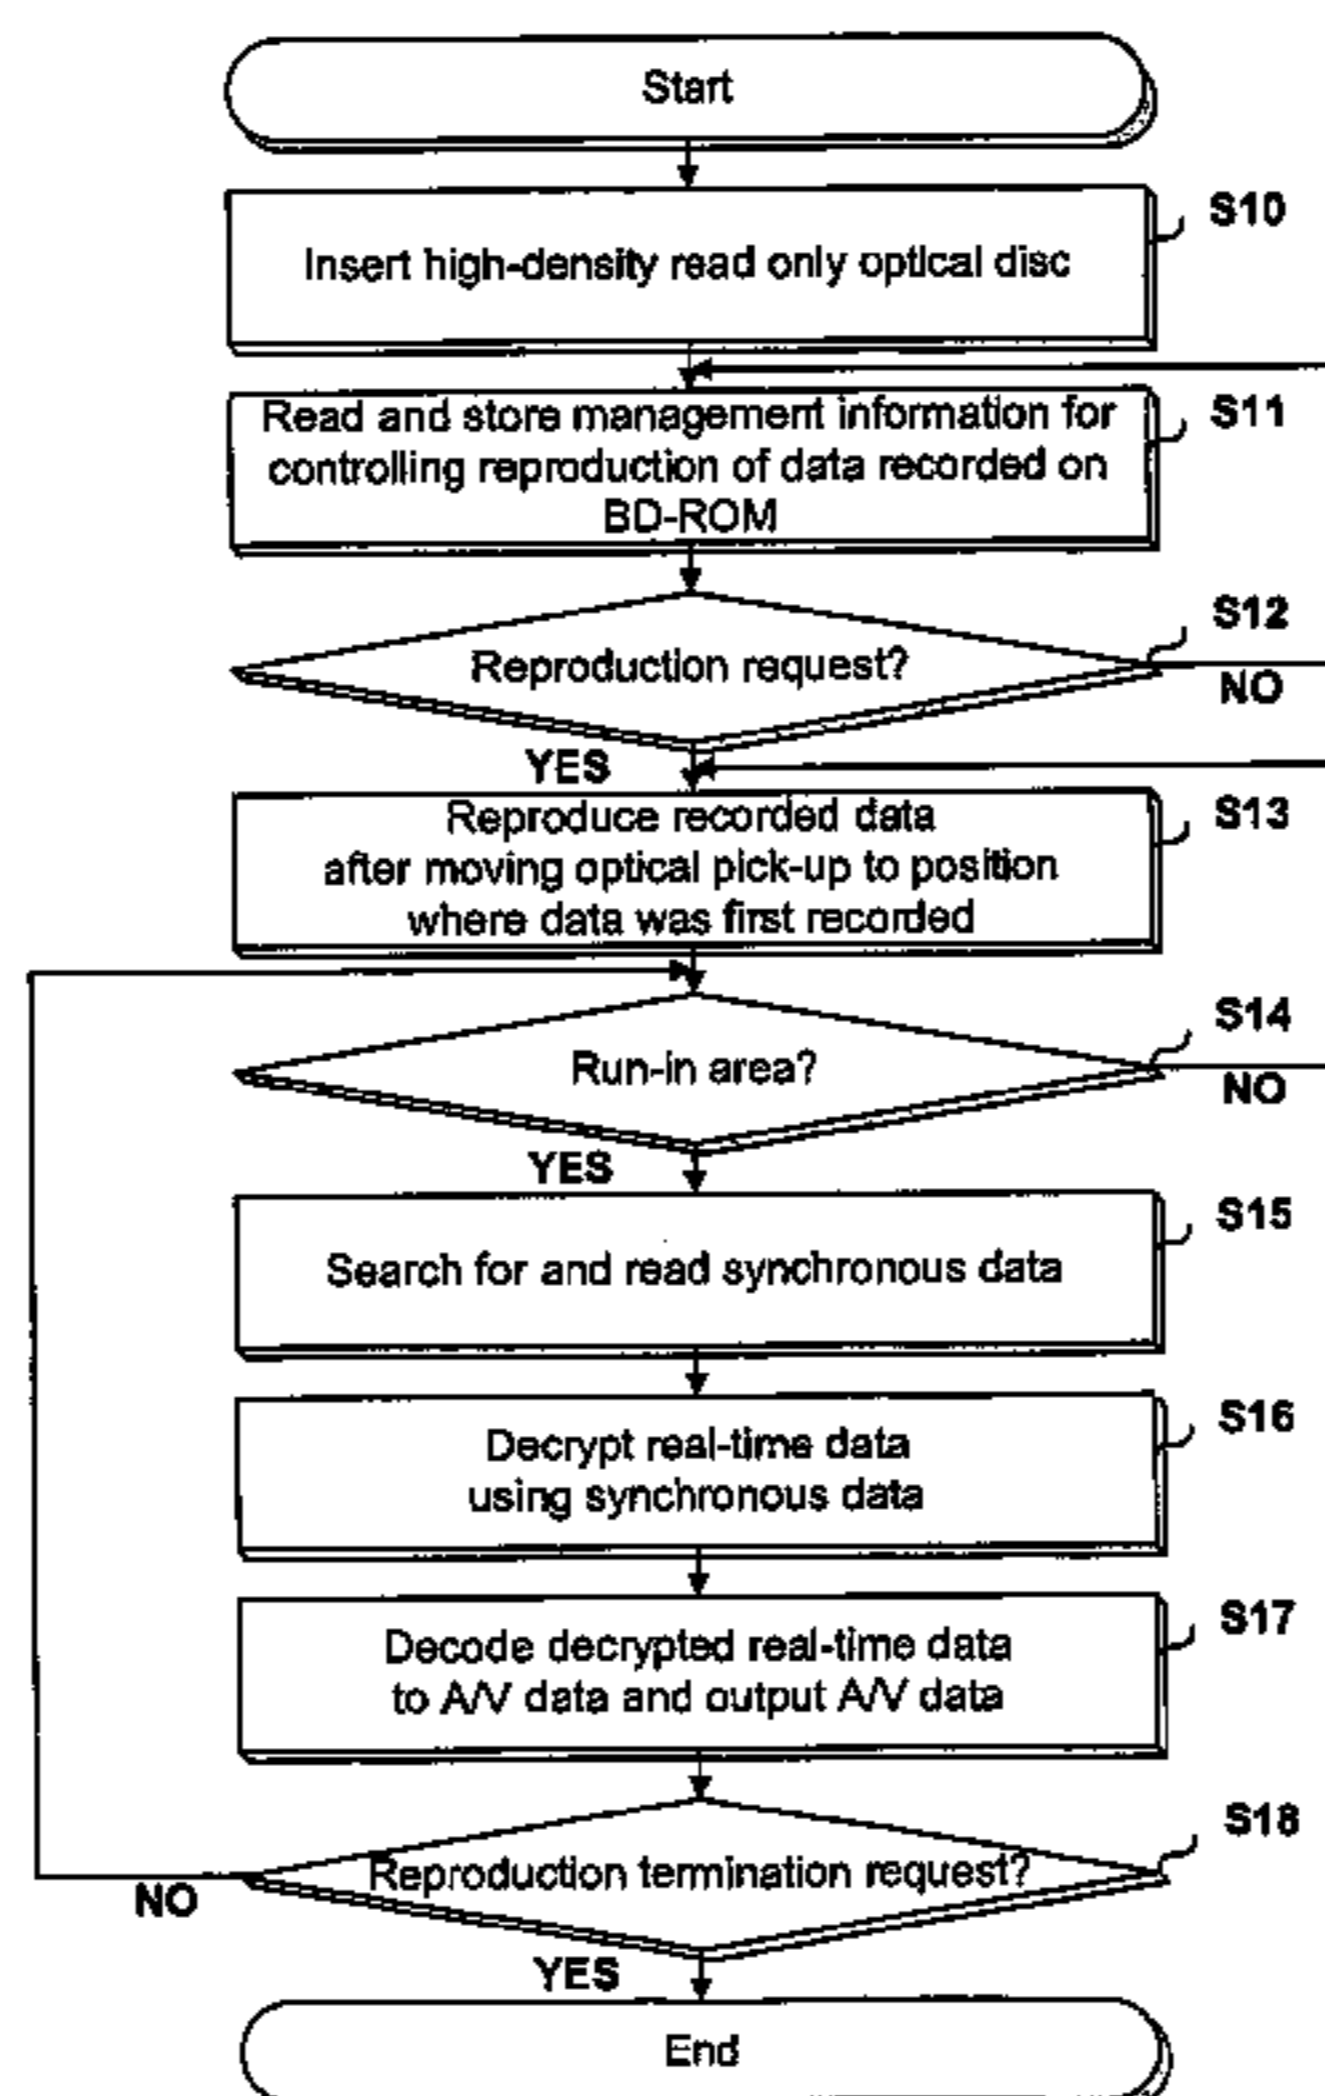 Start
S10
Insert high-density read only optical disc
S11
Read and store management information for
controlling reproduction of data recorded on
BD-ROM
S12
Reproduction request?
NO
YES
S13
Reproduce recorded data
after moving optical pick-up to position
where data was first recorded
S14
Run-in area?
NO
YES
S15
Search for and read synchronous data
S16
Decrypt real-time data
using synchronous data
S17
Decode decrypted real-time data
to A/V data and output A/V data
S18
Reproduction termination request?
NO
YES
End